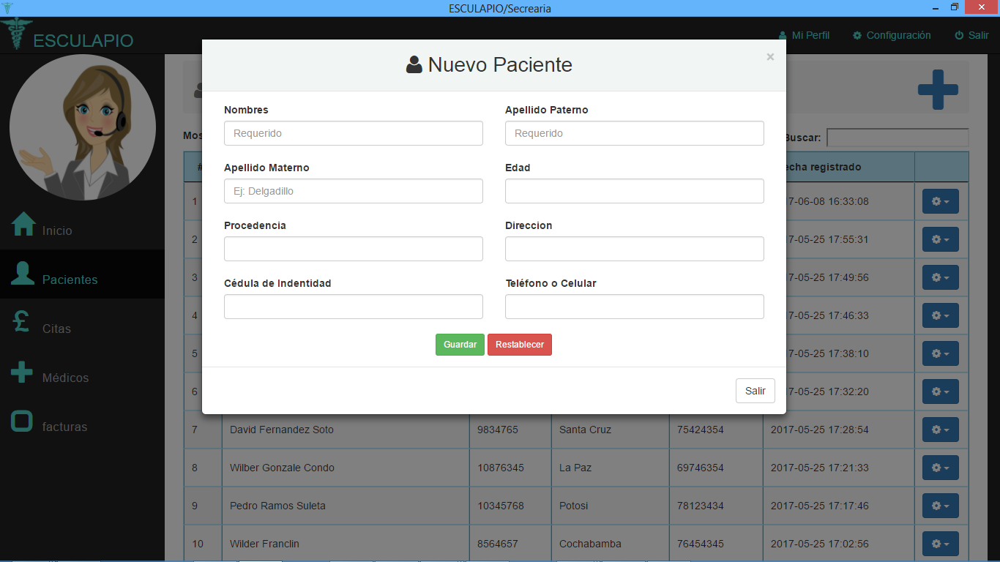 ESCULAPIO/Secrearia
ESCULAPIO
Mi Perfil Configuración Salir
Nuevo Paciente
×
Nombres Apellido Paterno
Requerido Requerido
Mos Buscar:
Apellido Materno Edad
# echa registrado
Ej: Delgadillo
1 17-06-08 16:33:08
Inicio
Procedencia Direccion
2 17-05-25 17:55:31
Pacientes
3 17-05-25 17:49:56
Cédula de Indentidad Teléfono o Celular
4 17-05-25 17:46:33
Citas
Guardar Restablecer
5 17-05-25 17:38:10
Médicos
6 17-05-25 17:32:20
Salir
facturas
7 David Fernandez Soto 9834765 Santa Cruz 75424354 2017-05-25 17:28:54
8 Wilber Gonzale Condo 10876345 La Paz 69746354 2017-05-25 17:21:33
9 Pedro Ramos Suleta 10345768 Potosi 78123434 2017-05-25 17:17:46
10 Wilder Franclin 8564657 Cochabamba 76454345 2017-05-25 17:02:56